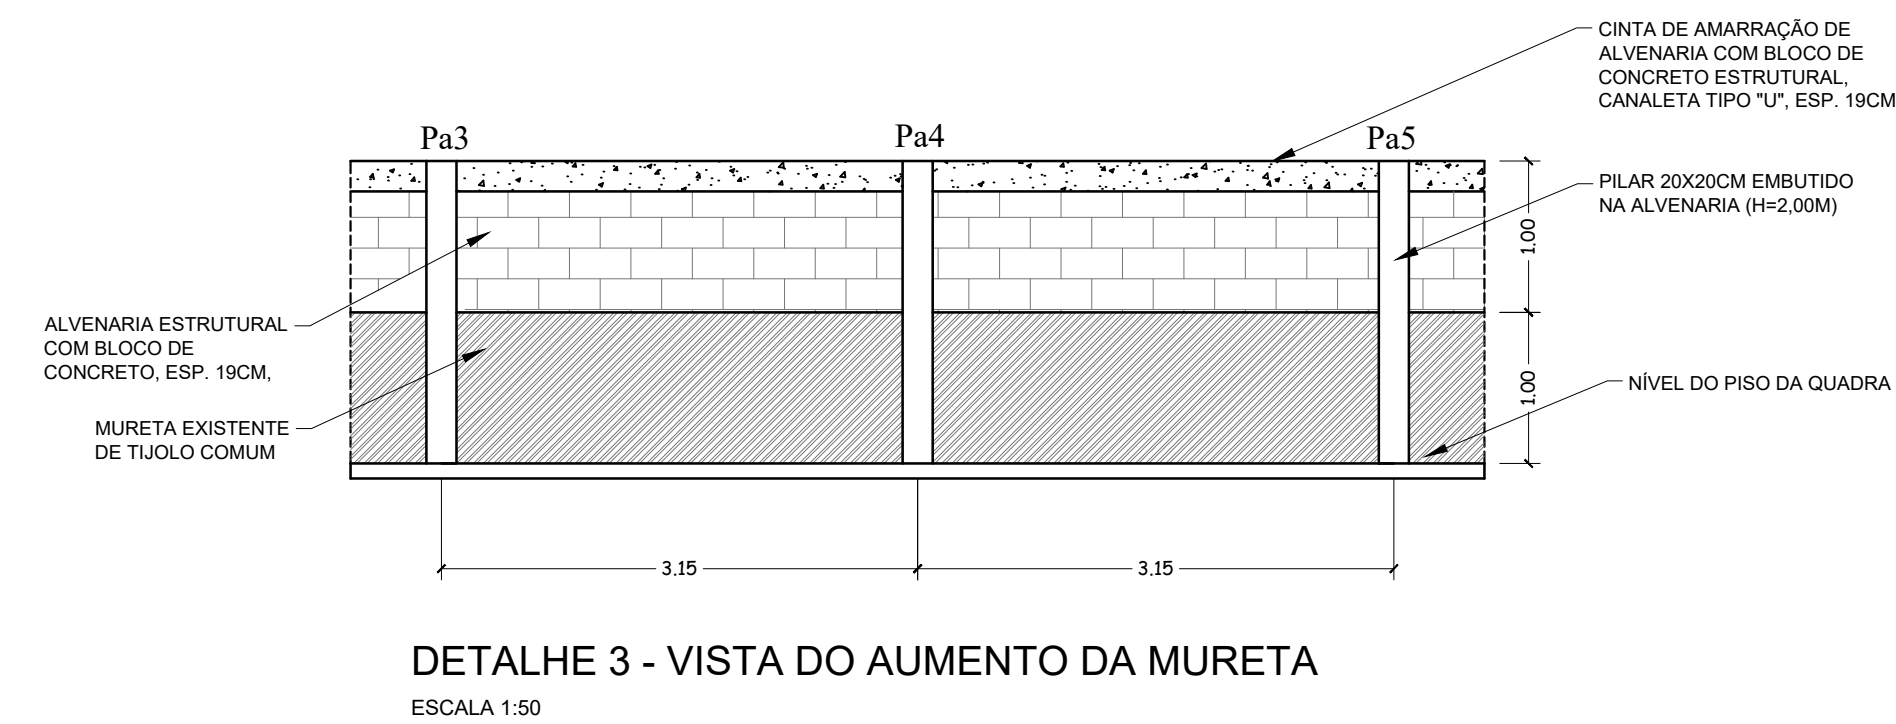 CINTA DE AMARRAÇÃO DE
ALVENARIA COM BLOCO DE
CONCRETO ESTRUTURAL,
CANALETA TIPO "U", ESP. 19CM
Pa3
Pa4
Pa5
PILAR 20X20CM EMBUTIDO
NA ALVENARIA (H=2,00M)
1.00
ALVENARIA ESTRUTURAL
COM BLOCO DE
CONCRETO, ESP. 19CM,
1.00
NÍVEL DO PISO DA QUADRA
MURETA EXISTENTE
DE TIJOLO COMUM
3.15
3.15
DETALHE 3 - VISTA DO AUMENTO DA MURETA
ESCALA 1:50